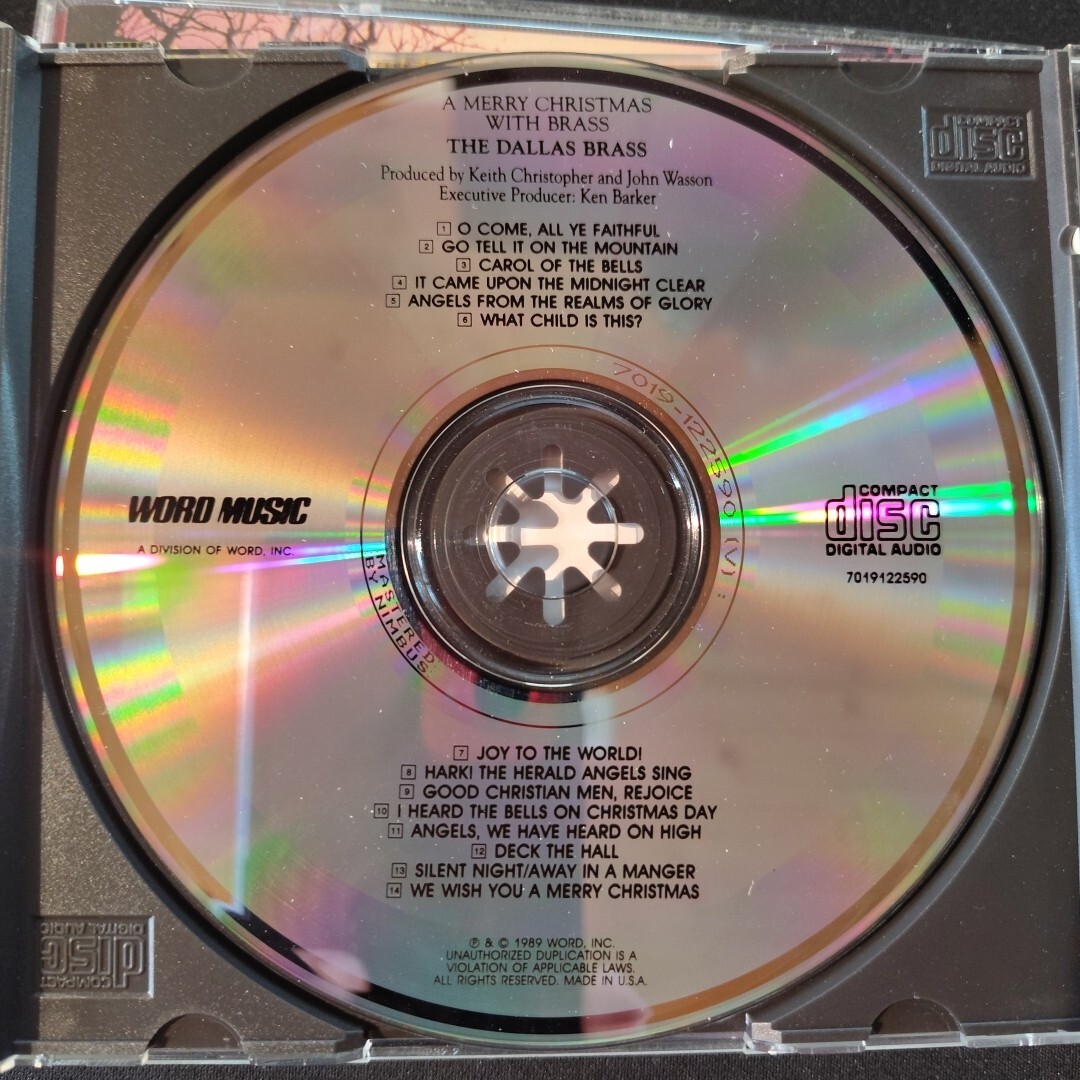 A MERRY CHRISTMAS
WITH BRASS
THE DALLAS BRASS
Produced by Keith Christopher and John Wasson
Executive Producer: Ken Barker
1 O COME, ALL YE FAITHFUL
2 GO TELL IT ON THE MOUNTAIN
3 CAROL OF THE BELLS
4 IT CAME UPON THE MIDNIGHT CLEAR
5 ANGELS FROM THE REALMS OF GLORY
6 WHAT CHILD IS THIS?
COMPACT
disc
DIGITAL AUDIO
7019-122590 (V) :
WORD MUSIC
A DIVISION OF WORD, INC.
COMPACT
disc
DIGITAL AUDIO
7019122590
MASTERED
BY NIMBUS
7 JOY TO THE WORLD!
8 HARK! THE HERALD ANGELS SING
9 GOOD CHRISTIAN MEN, REJOICE
10 I HEARD THE BELLS ON CHRISTMAS DAY
11 ANGELS, WE HAVE HEARD ON HIGH
12 DECK THE HALL
13 SILENT NIGHT/AWAY IN A MANGER
14 WE WISH YOU A MERRY CHRISTMAS
℗ & © 1989 WORD, INC.
UNAUTHORIZED DUPLICATION IS A
VIOLATION OF APPLICABLE LAWS.
ALL RIGHTS RESERVED. MADE IN U.S.A.
COMPACT
disc
DIGITAL AUDIO